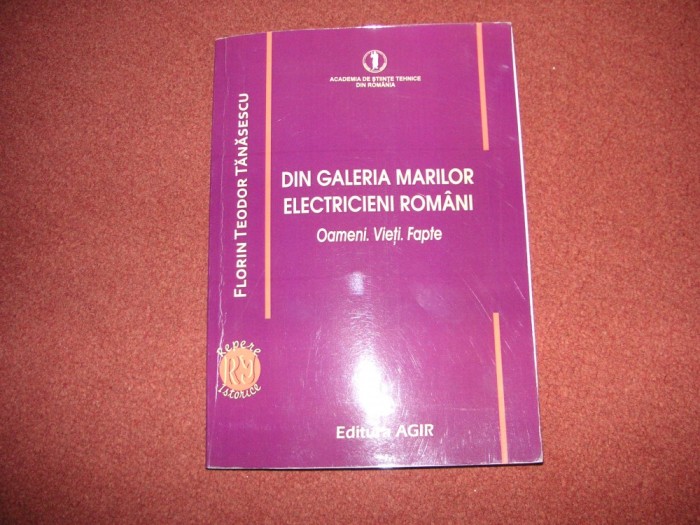 ACADEMIA DE ȘTIINȚE TEHNICE
DIN ROMÂNIA
FLORIN TEODOR TĂNĂSESCU
DIN GALERIA MARILOR
ELECTRICIENI ROMÂNI
Oameni. Vieți. Fapte
Repere
RI
istorice
Editura AGIR